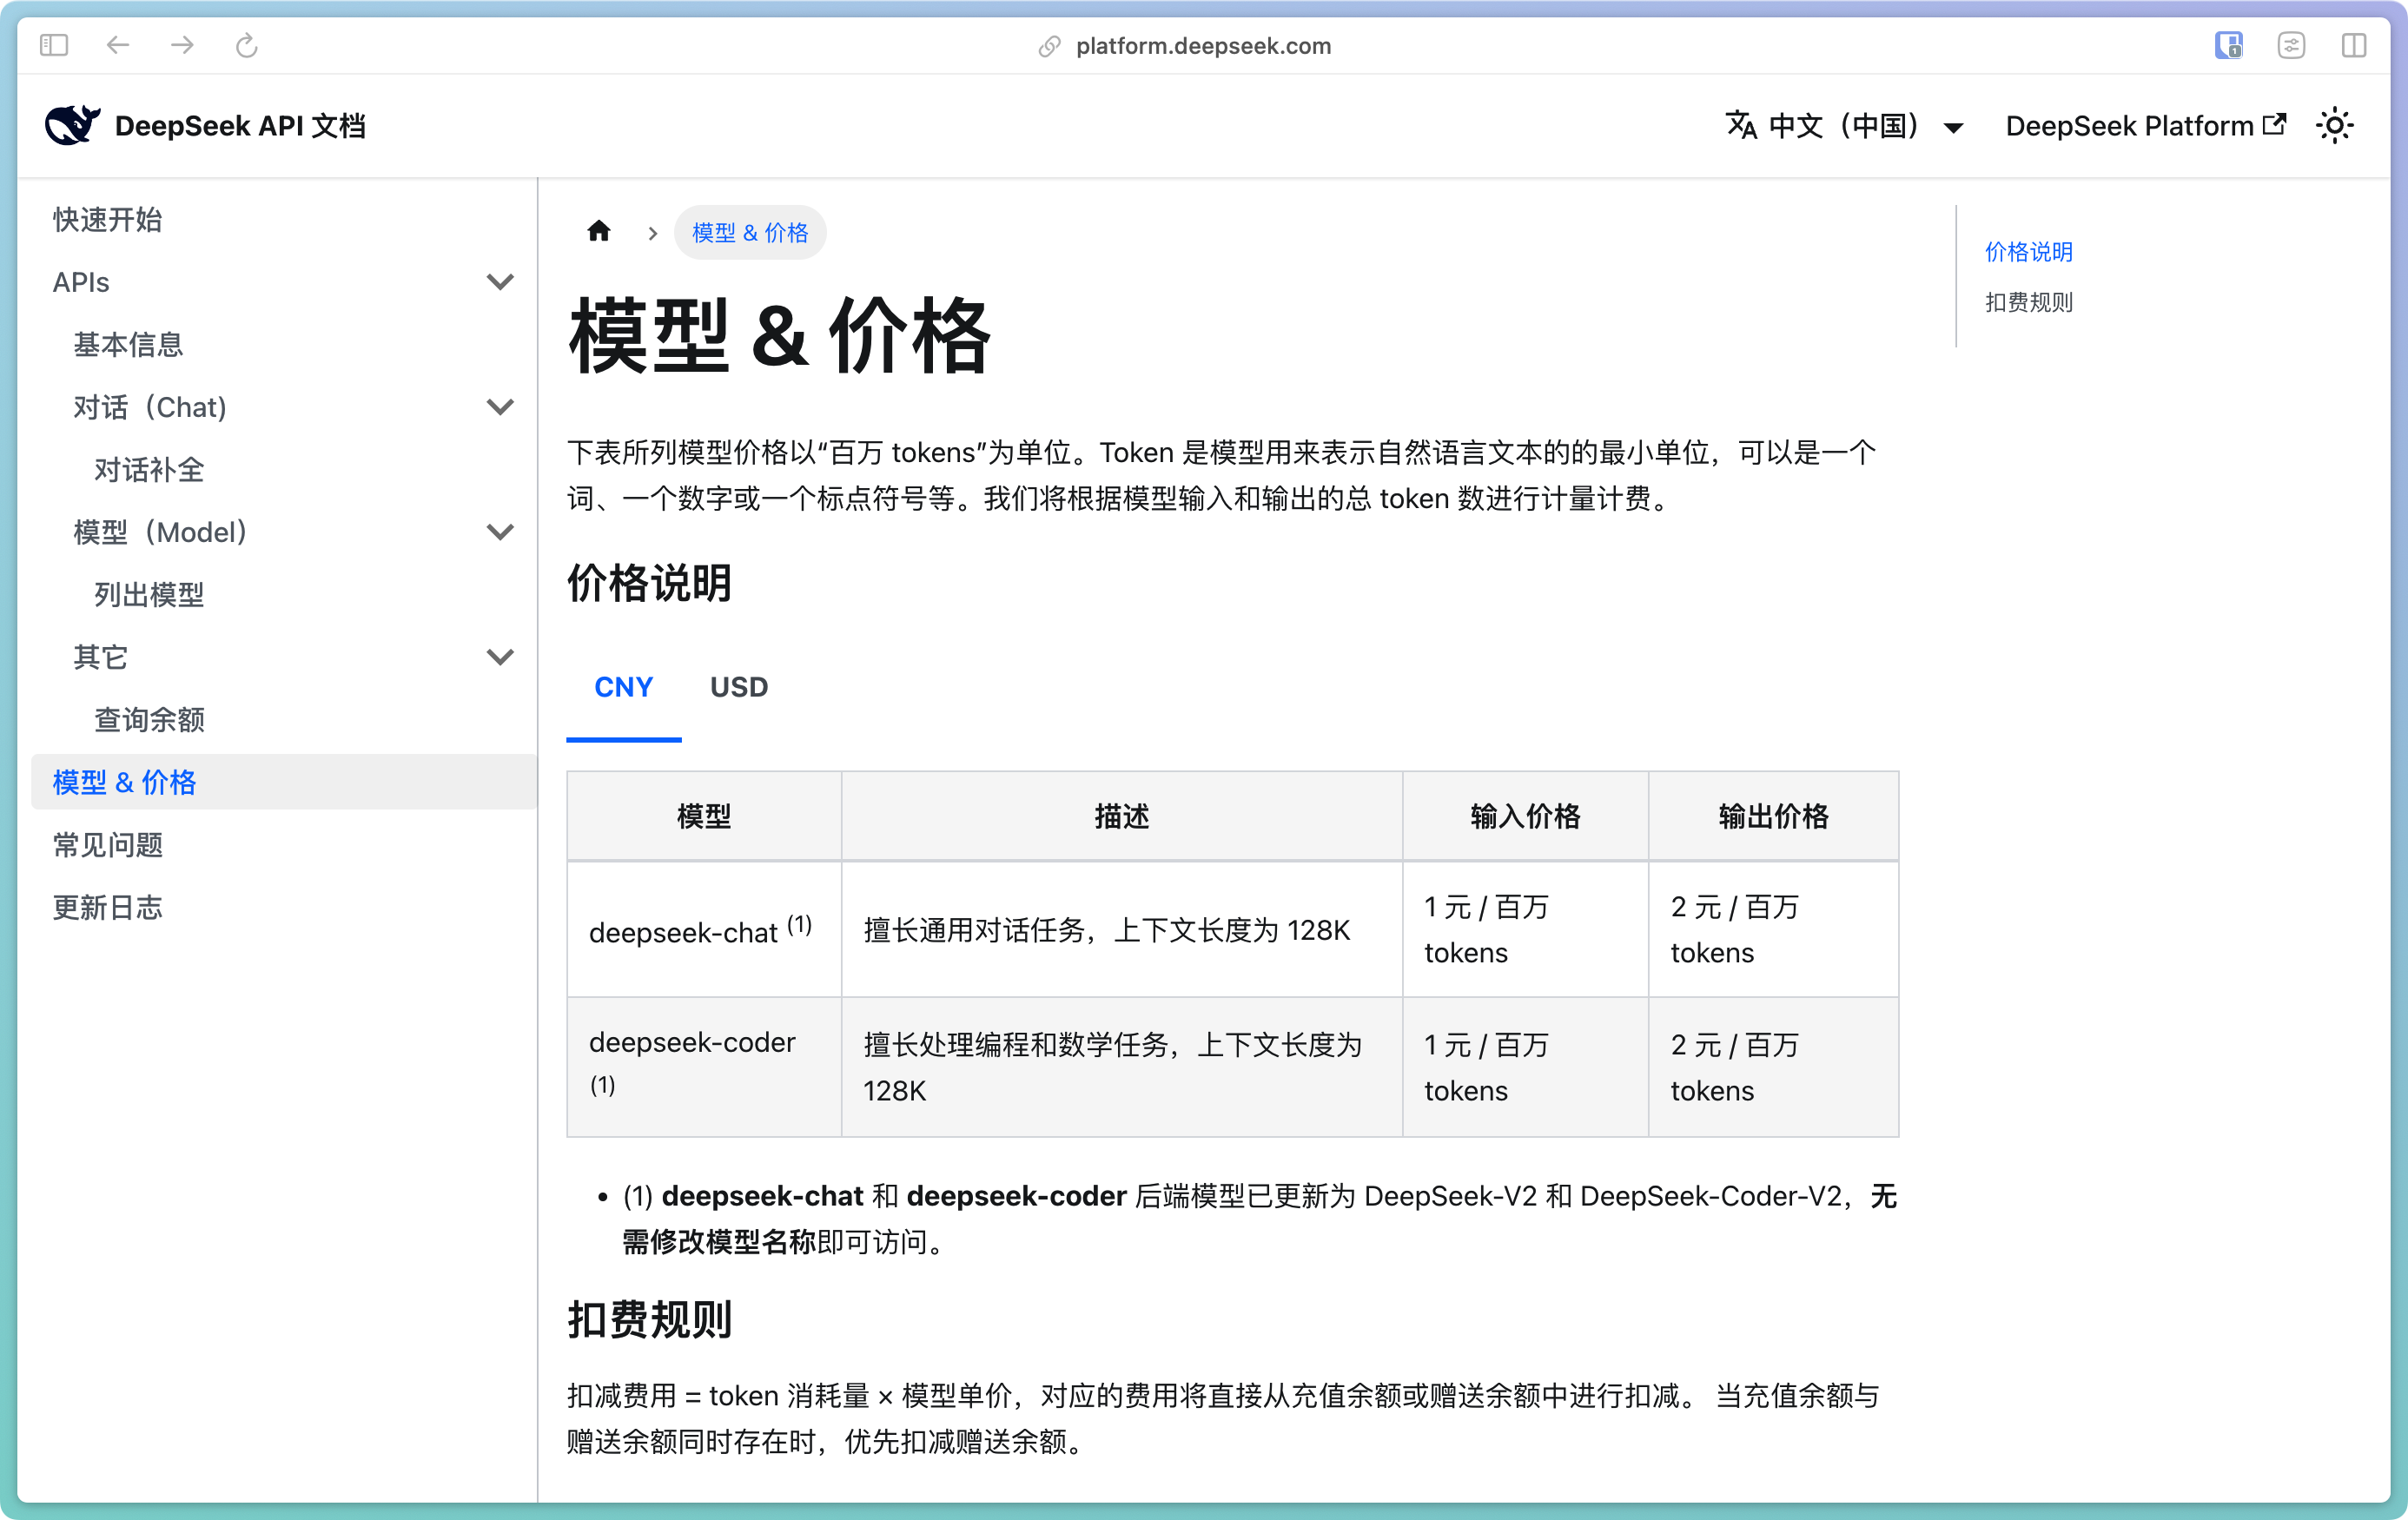 platform.deepseek.com
1
DeepSeek API 文档
中文（中国）
DeepSeek Platform
快速开始
APIs
基本信息
对话（Chat)
对话补全
模型（Model）
列出模型
其它
查询余额
模型 & 价格
常见问题
更新日志
模型 & 价格
模型 & 价格
下表所列模型价格以“百万 tokens”为单位。Token 是模型用来表示自然语言文本的的最小单位，可以是一个
词、一个数字或一个标点符号等。我们将根据模型输入和输出的总 token 数进行计量计费。
价格说明
CNY USD
模型 描述 输入价格 输出价格
deepseek-chat (1) 擅长通用对话任务，上下文长度为 128K 1 元 / 百万 tokens 2 元 / 百万 tokens
deepseek-coder (1) 擅长处理编程和数学任务，上下文长度为 128K 1 元 / 百万 tokens 2 元 / 百万 tokens
• (1) deepseek-chat 和 deepseek-coder 后端模型已更新为 DeepSeek-V2 和 DeepSeek-Coder-V2，无
需修改模型名称即可访问。
扣费规则
扣减费用 = token 消耗量 × 模型单价，对应的费用将直接从充值余额或赠送余额中进行扣减。 当充值余额与
赠送余额同时存在时，优先扣减赠送余额。
价格说明
扣费规则